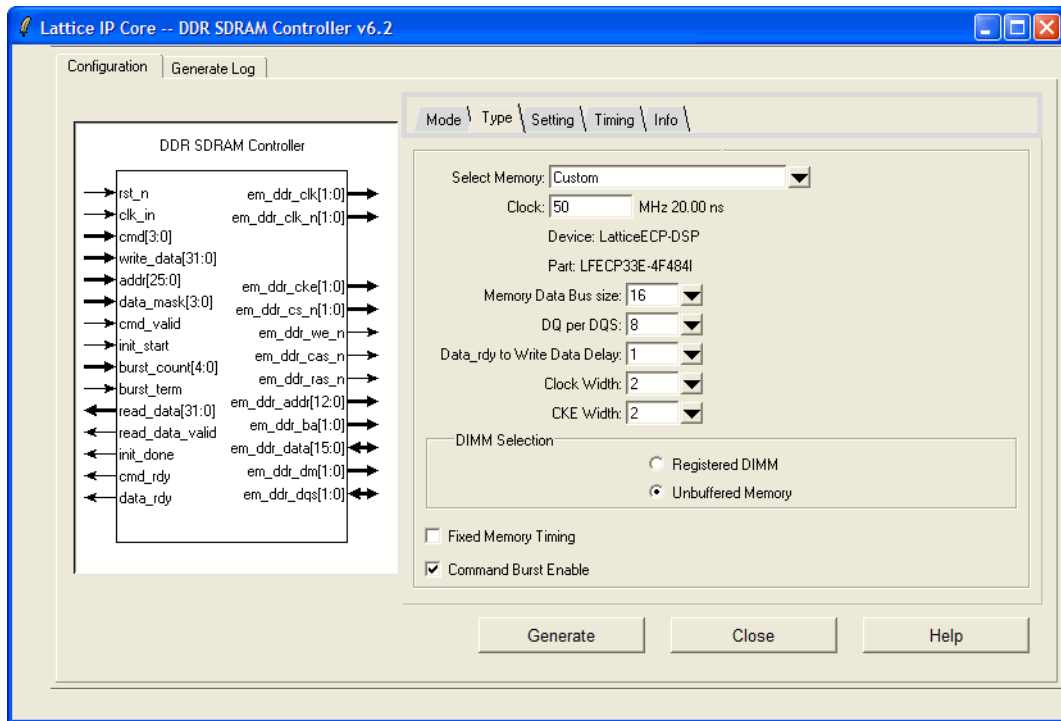 Lattice IP Core -- DDR SDRAM Controller v6.2
Configuration
Generate Log
DDR SDRAM Controller
rst_n
clk_in
cmd[3:0]
write_data[31:0]
addr[25:0]
data_mask[3:0]
cmd_valid
init_start
burst_count[4:0]
burst_term
read_data[31:0]
read_data_valid
init_done
cmd_rdy
data_rdy
em_ddr_clk[1:0]
em_ddr_clk_n[1:0]
em_ddr_cke[1:0]
em_ddr_cs_n[1:0]
em_ddr_we_n
em_ddr_cas_n
em_ddr_ras_n
em_ddr_addr[12:0]
em_ddr_ba[1:0]
em_ddr_data[15:0]
em_ddr_dm[1:0]
em_ddr_dqs[1:0]
Mode Type Setting Timing Info
Select Memory: Custom
Clock: 50 MHz 20.00 ns
Device: LatticeECP-DSP
Part: LFECP33E-4F484I
Memory Data Bus size: 16
DQ per DQS: 8
Data_rdy to Write Data Delay: 1
Clock Width: 2
CKE Width: 2
DIMM Selection
Registered DIMM
Unbuffered Memory
Fixed Memory Timing
Command Burst Enable
Generate Close Help